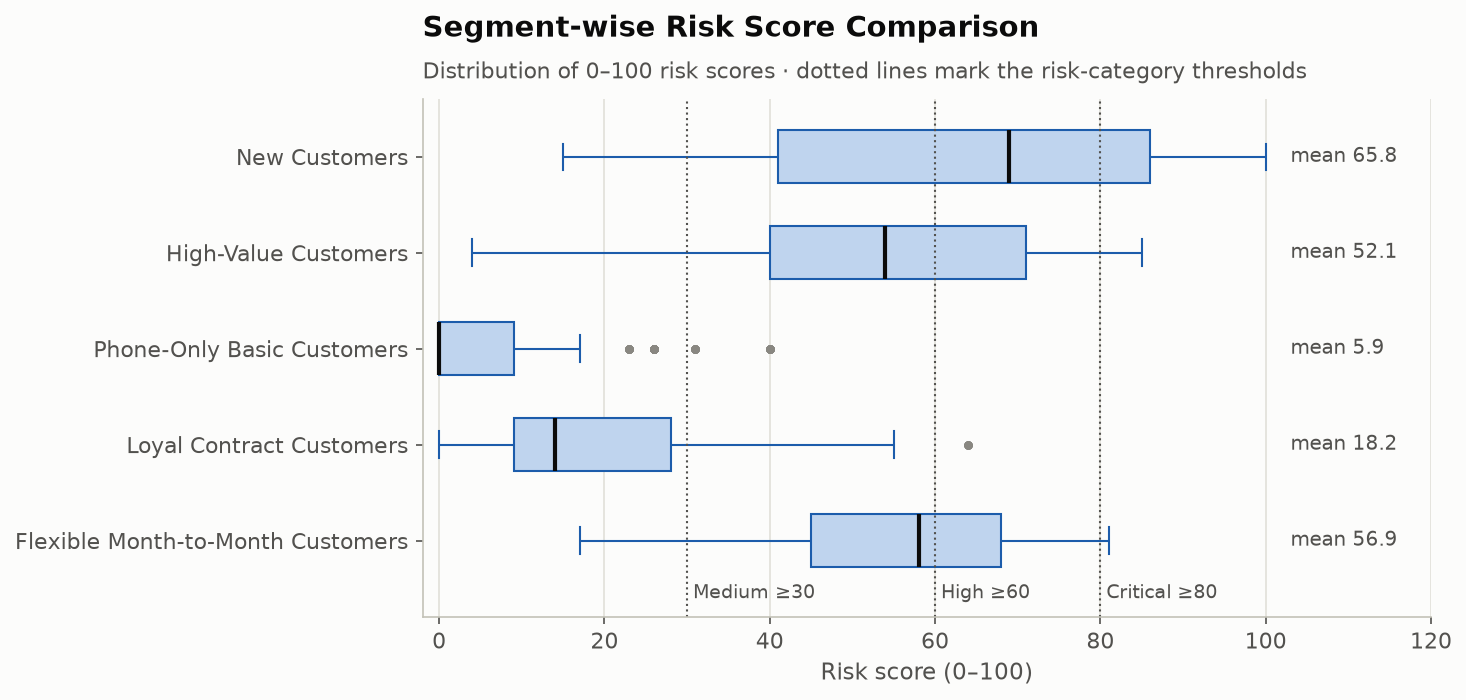 Segment-wise Risk Score Comparison
Distribution of 0–100 risk scores · dotted lines mark the risk-category thresholds
New Customers
mean 65.8
High-Value Customers
mean 52.1
Phone-Only Basic Customers
mean 5.9
Loyal Contract Customers
mean 18.2
Flexible Month-to-Month Customers
mean 56.9
Medium ≥30
High ≥60
Critical ≥80
0 20 40 60 80 100 120
Risk score (0–100)